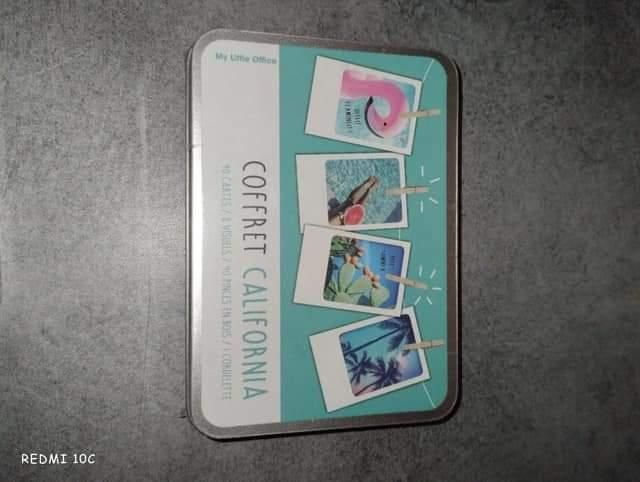 My Little Office
COFFRET CALIFORNIA
40 CARTES / 8 VISUELS / 40 PINCES EN BOIS / 1 CORDELETTE
REDMI 10C